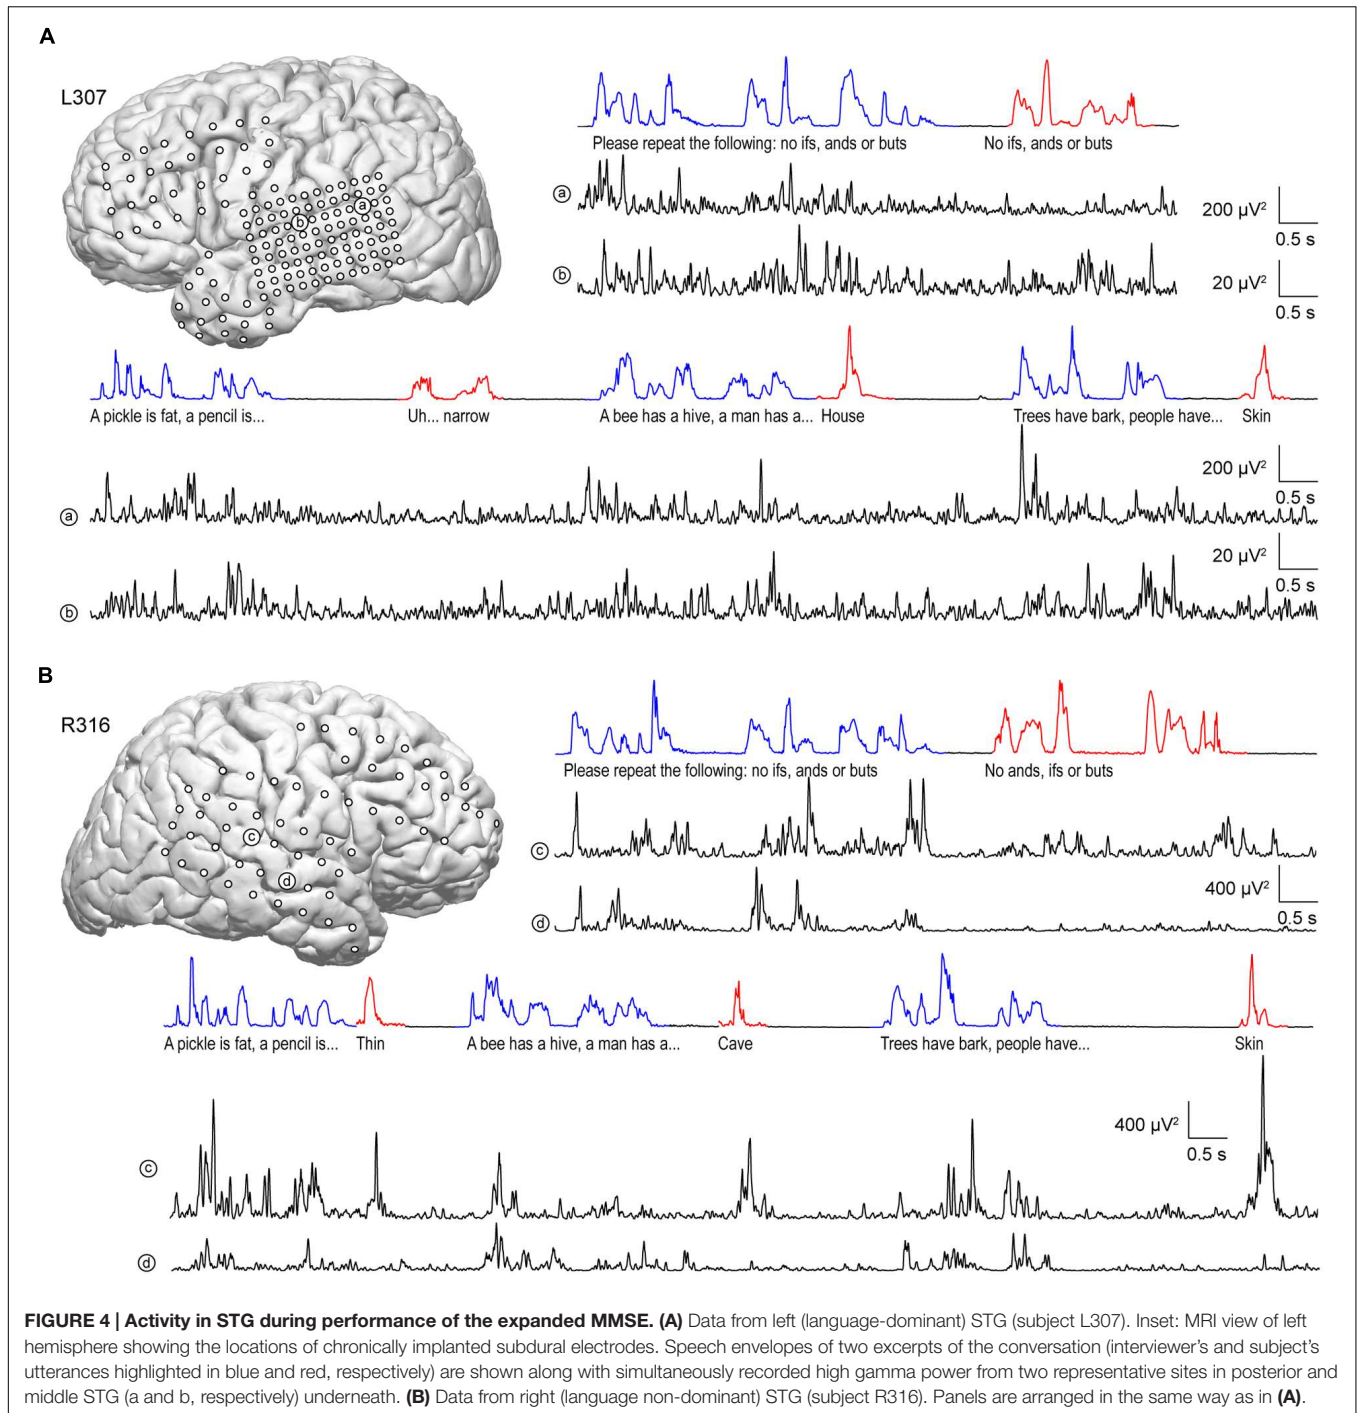 A
L307
Please repeat the following: no ifs, ands or buts
No ifs, ands or buts
a
b
a
200 µV²
0.5 s
b
20 µV²
0.5 s
A pickle is fat, a pencil is...
Uh... narrow
A bee has a hive, a man has a...
House
Trees have bark, people have...
Skin
a
200 µV²
0.5 s
b
20 µV²
0.5 s
B
R316
Please repeat the following: no ifs, ands or buts
No ands, ifs or buts
c
d
c
d
400 µV²
0.5 s
A pickle is fat, a pencil is...
Thin
A bee has a hive, a man has a...
Cave
Trees have bark, people have...
Skin
400 µV²
0.5 s
c
d
FIGURE 4 | Activity in STG during performance of the expanded MMSE. (A) Data from left (language-dominant) STG (subject L307). Inset: MRI view of left
hemisphere showing the locations of chronically implanted subdural electrodes. Speech envelopes of two excerpts of the conversation (interviewer's and subject's
utterances highlighted in blue and red, respectively) are shown along with simultaneously recorded high gamma power from two representative sites in posterior and
middle STG (a and b, respectively) underneath. (B) Data from right (language non-dominant) STG (subject R316). Panels are arranged in the same way as in (A).